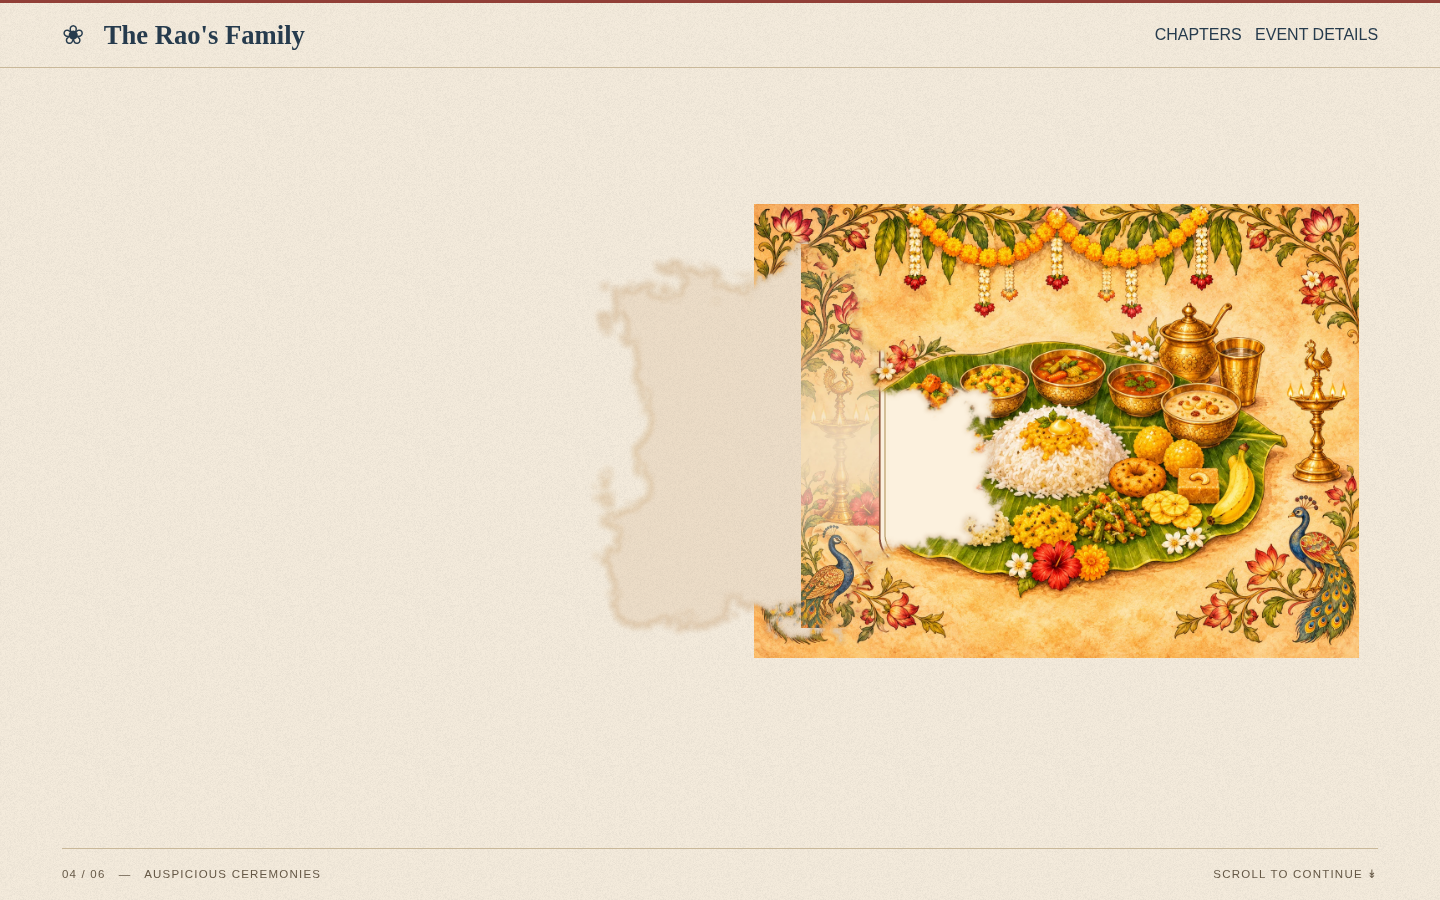 ❀ The Rao's Family
CHAPTERS EVENT DETAILS
04 / 06 — AUSPICIOUS CEREMONIES
SCROLL TO CONTINUE ↡